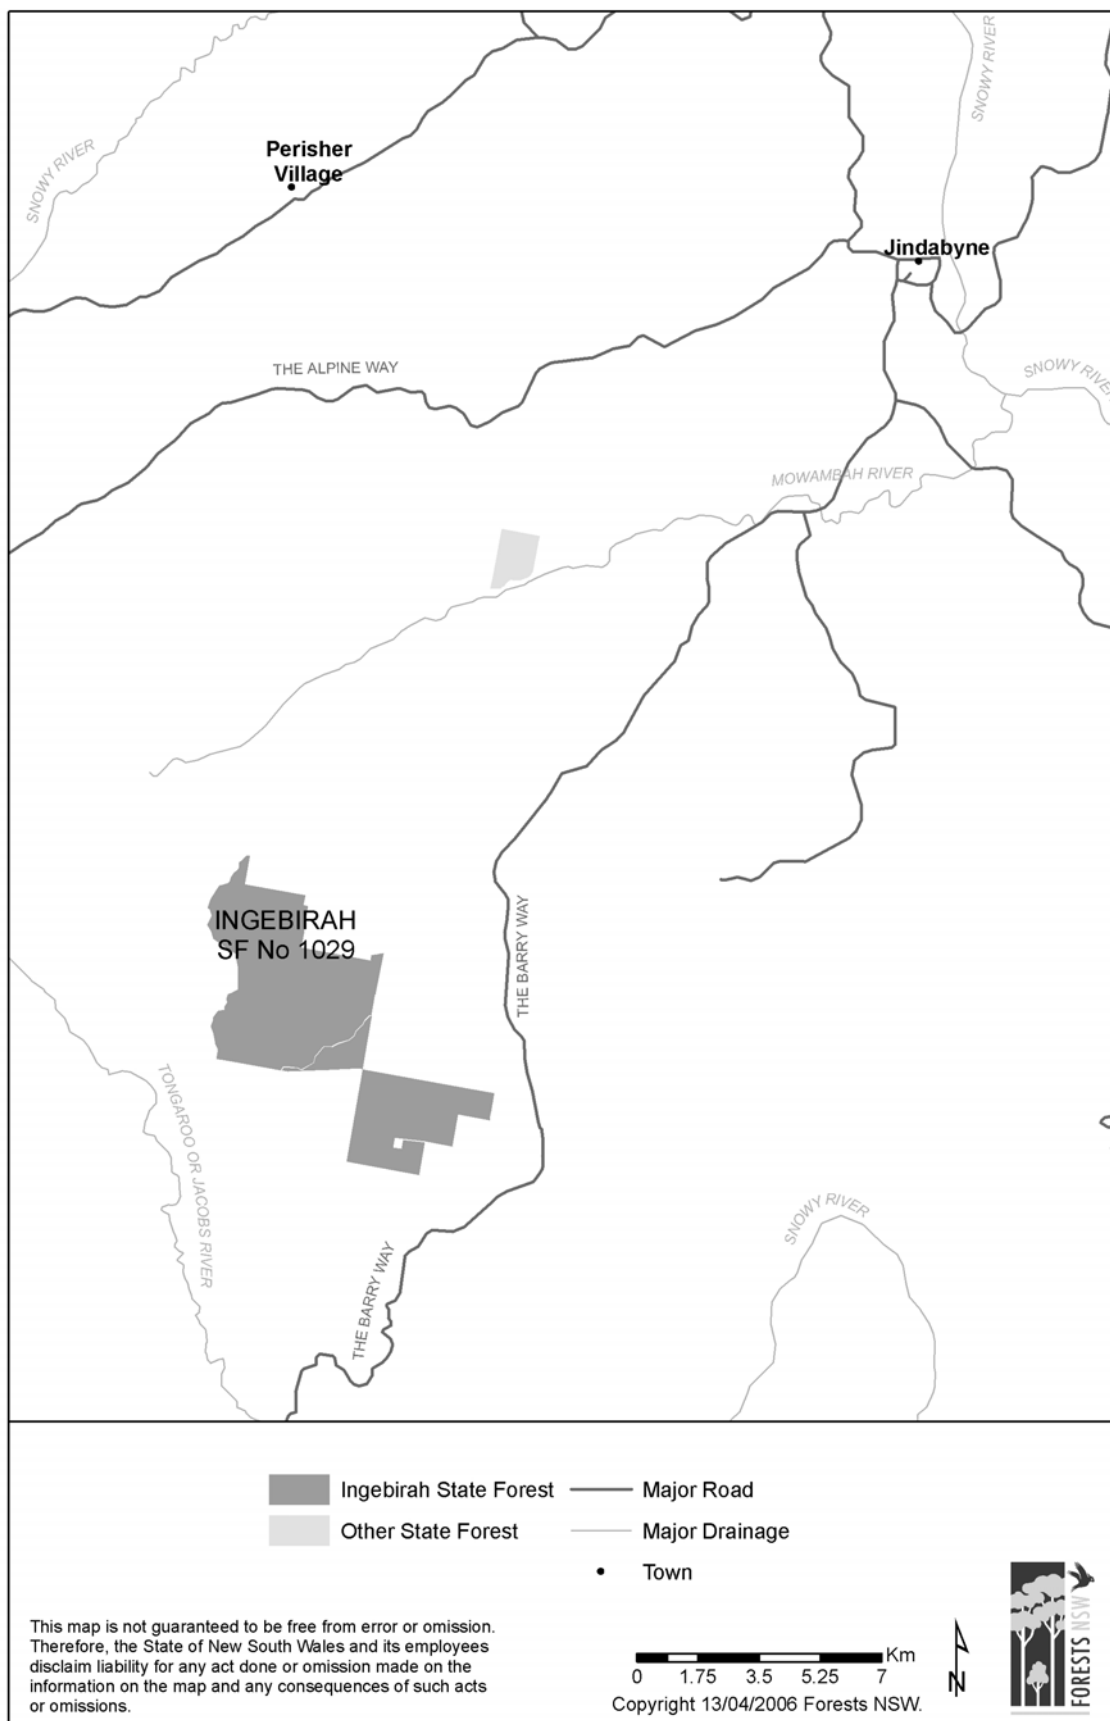 SNOWY RIVER
SNOWY RIVER
Perisher
Village
Jindabyne
THE ALPINE WAY
SNOWY RIVER
MOWAMBAH RIVER
INGEBIRAH
SF No 1029
THE BARRY WAY
TONGAROO OR JACOBS RIVER
SNOWY RIVER
THE BARRY WAY
Ingebirah State Forest
Major Road
Other State Forest
Major Drainage
Town
This map is not guaranteed to be free from error or omission.
Therefore, the State of New South Wales and its employees
disclaim liability for any act done or omission made on the
information on the map and any consequences of such acts
or omissions.
Km
0 1.75 3.5 5.25 7
Copyright 13/04/2006 Forests NSW.
N
FORESTS NSW